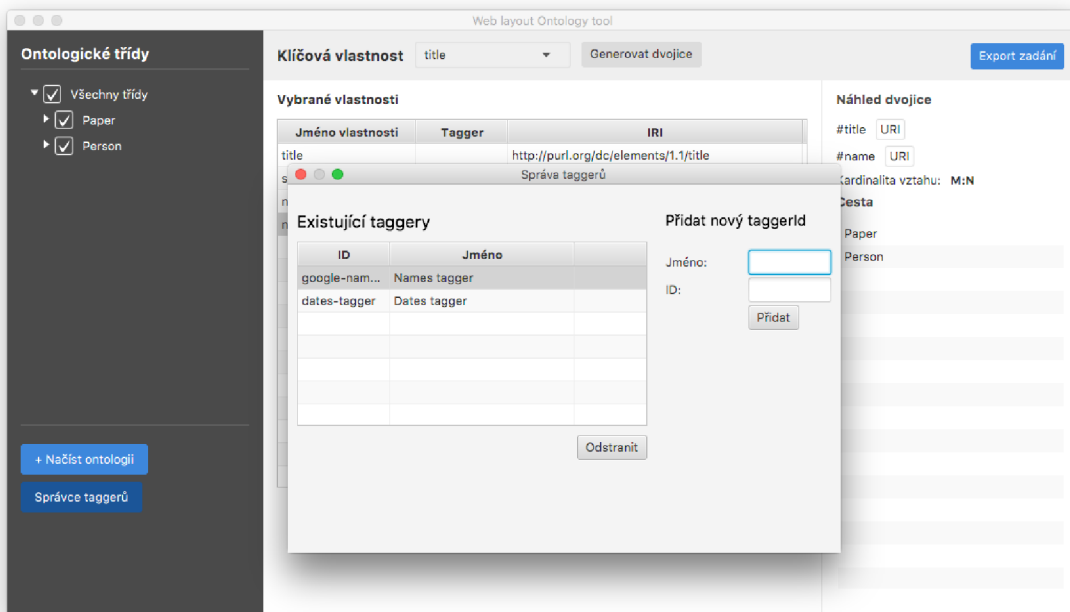 Web layout Ontology tool
Ontologické třídy
Všechny třídy
Paper
Person
+ Načíst ontologii
Správce taggerů
Klíčová vlastnost title Generovat dvojice Export zadání
Vybrané vlastnosti
Jméno vlastnosti Tagger IRI
title http://purl.org/dc/elements/1.1/title
Správa taggerů
Existující taggery
ID Jméno
google-nam... Names tagger
dates-tagger Dates tagger
Odstranit
Přidat nový taggerId
Jméno:
ID:
Přidat
Náhled dvojice
#title URI
#name URI
Kardinalita vztahu: M:N
Cesta
Paper
Person